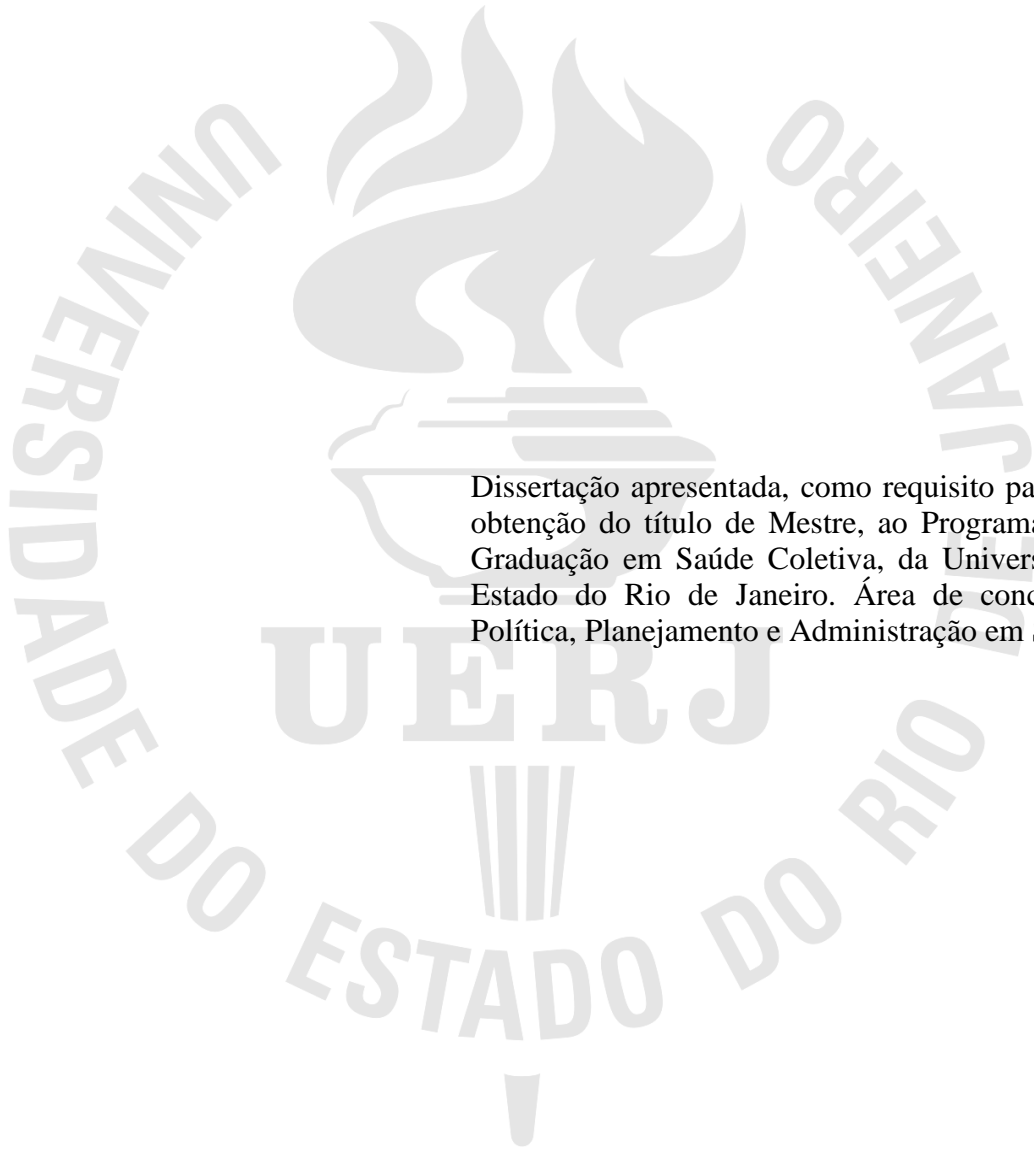 UNIVERSIDADE DO ESTADO DO RIO DE JANEIRO
Dissertação apresentada, como requisito pa
obtenção do título de Mestre, ao Programa
Graduação em Saúde Coletiva, da Univers
Estado do Rio de Janeiro. Área de conc
Política, Planejamento e Administração em
UERJ